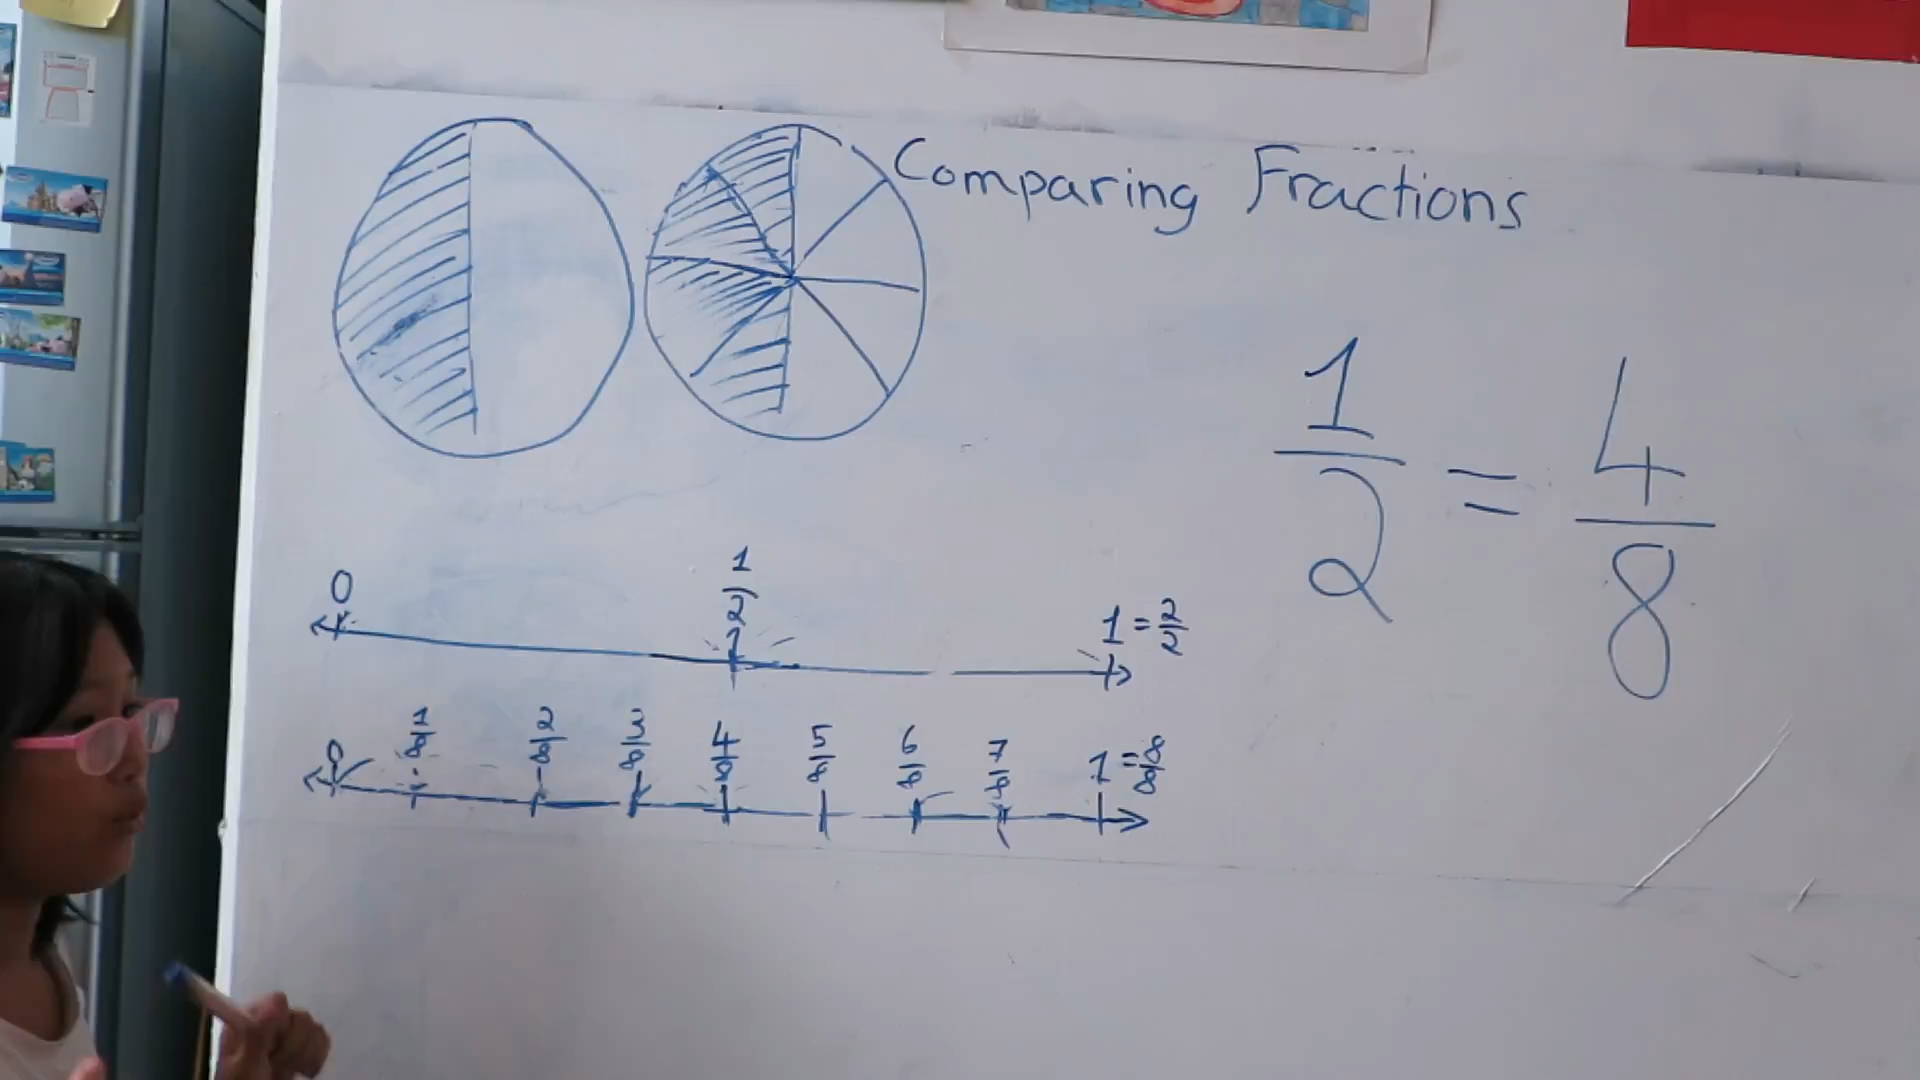 Comparing Fractions
1/2 = 4/8
0 1/2 1 = 2/2
0 1/8 2/8 3/8 4/8 5/8 6/8 7/8 1 = 8/8